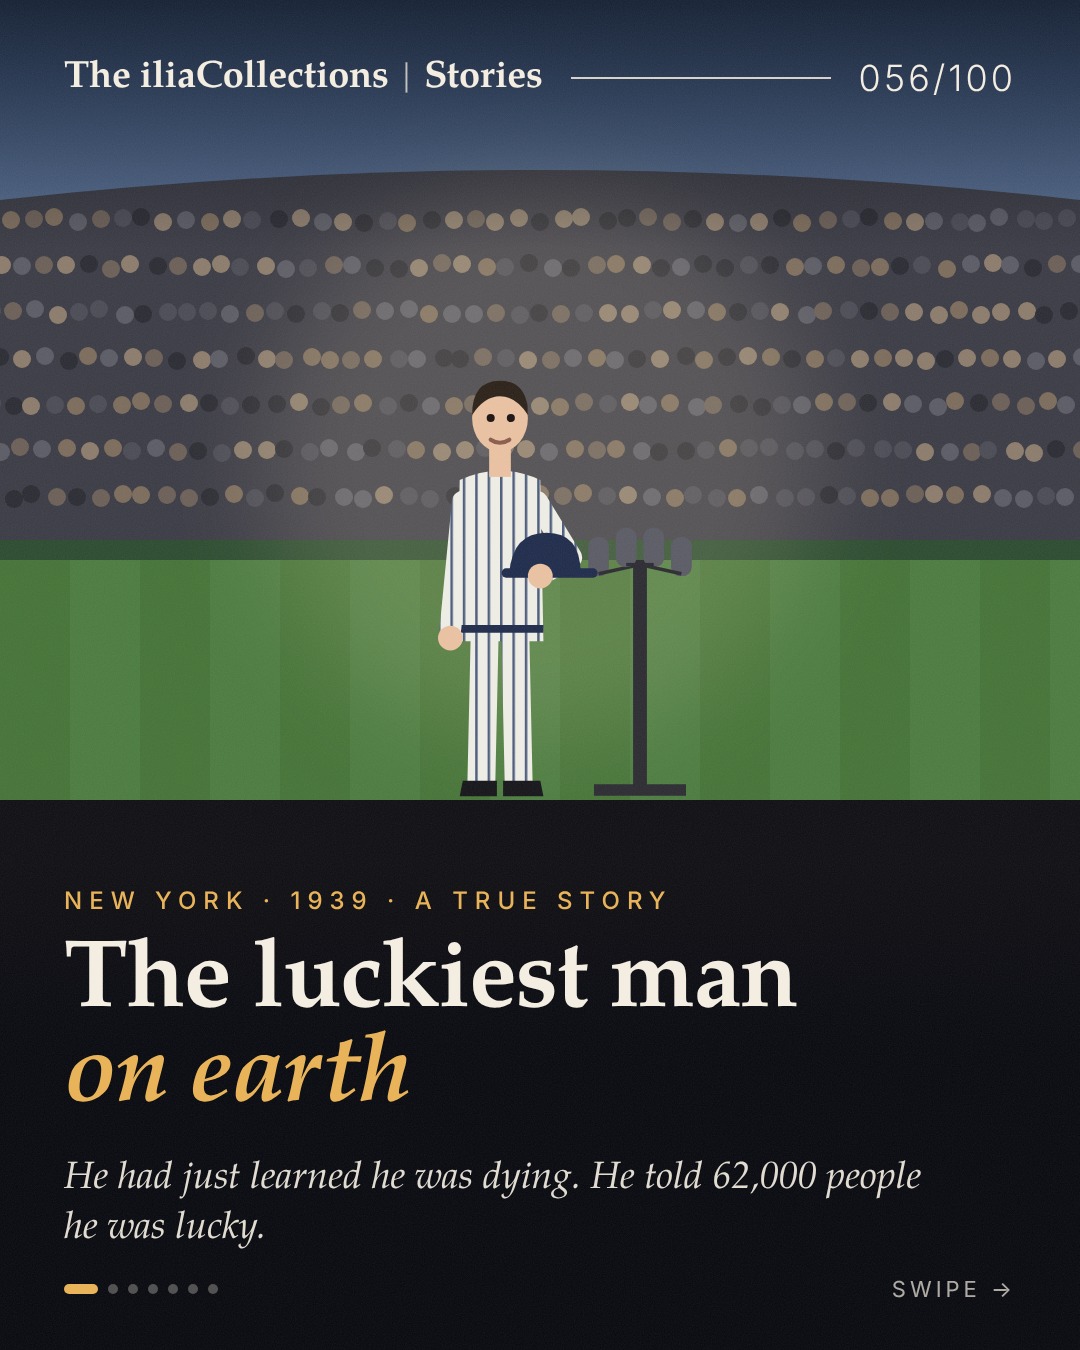 The iliaCollections | Stories 056/100
NEW YORK · 1939 · A TRUE STORY
The luckiest man
on earth
He had just learned he was dying. He told 62,000 people
he was lucky.
SWIPE →